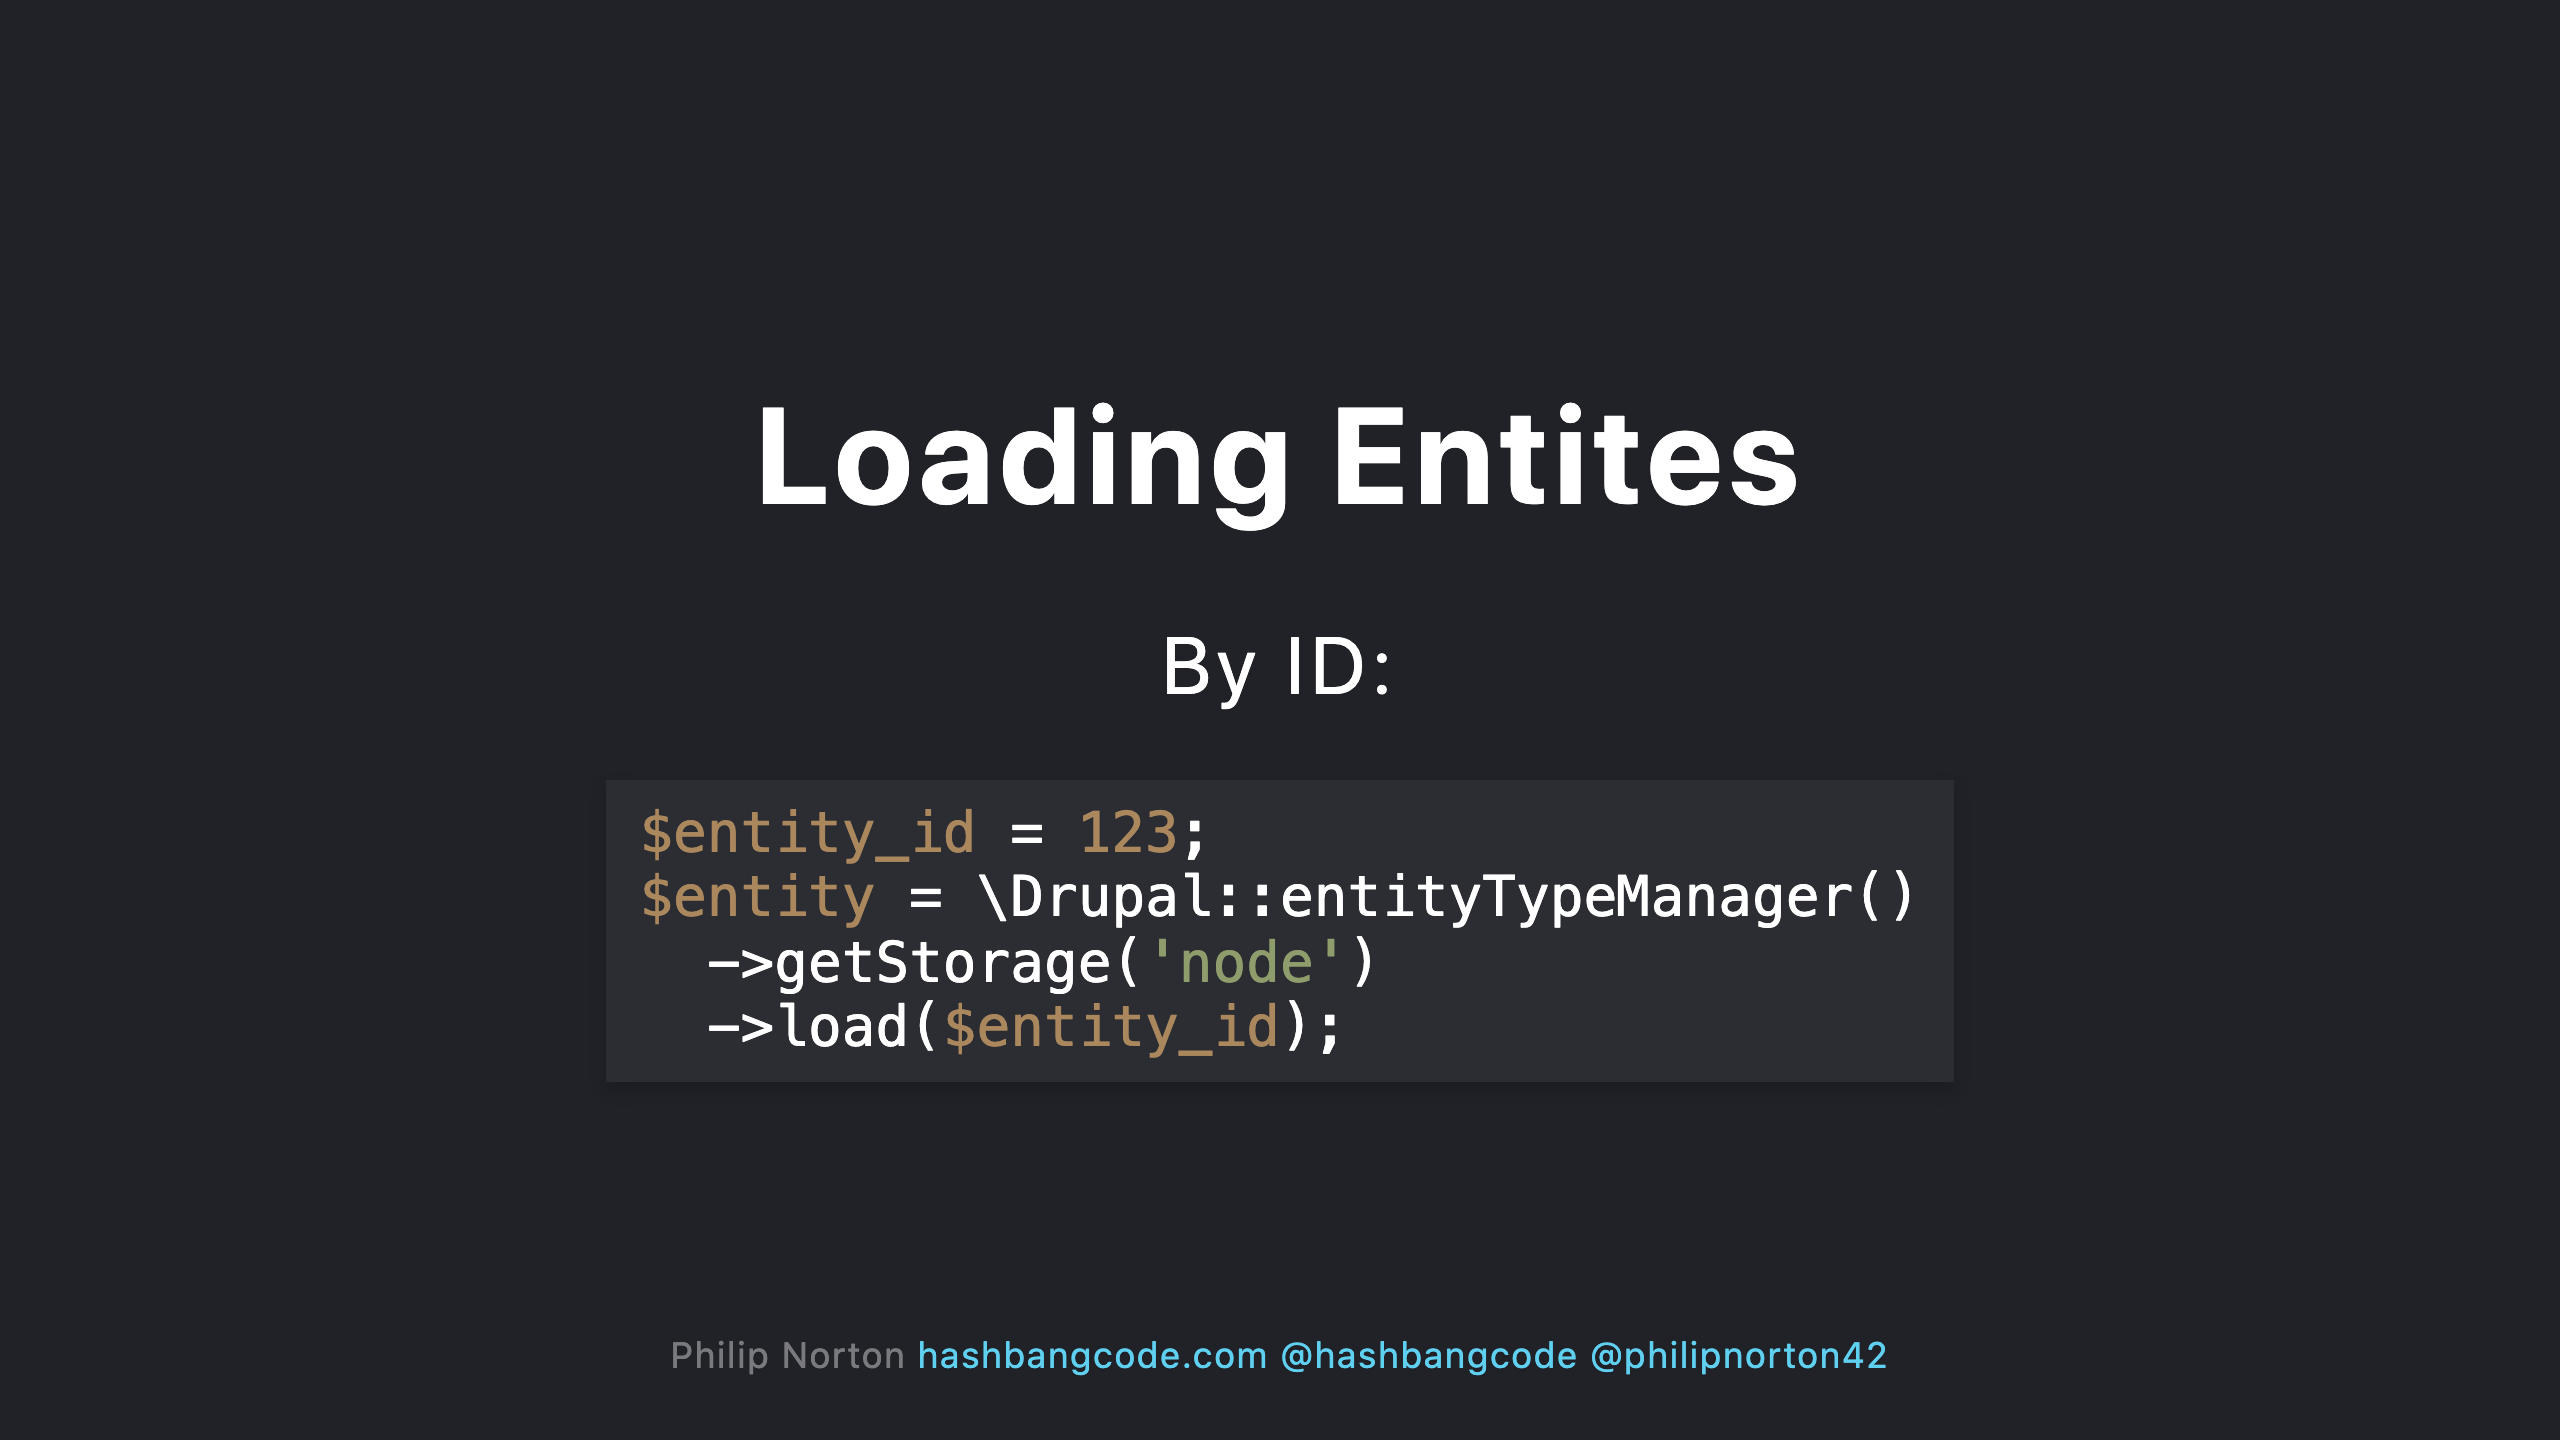 Loading Entites
By ID:
$entity_id = 123;
$entity = \Drupal::entityTypeManager()
  ->getStorage('node')
  ->load($entity_id);
Philip Norton hashbangcode.com @hashbangcode @philipnorton42